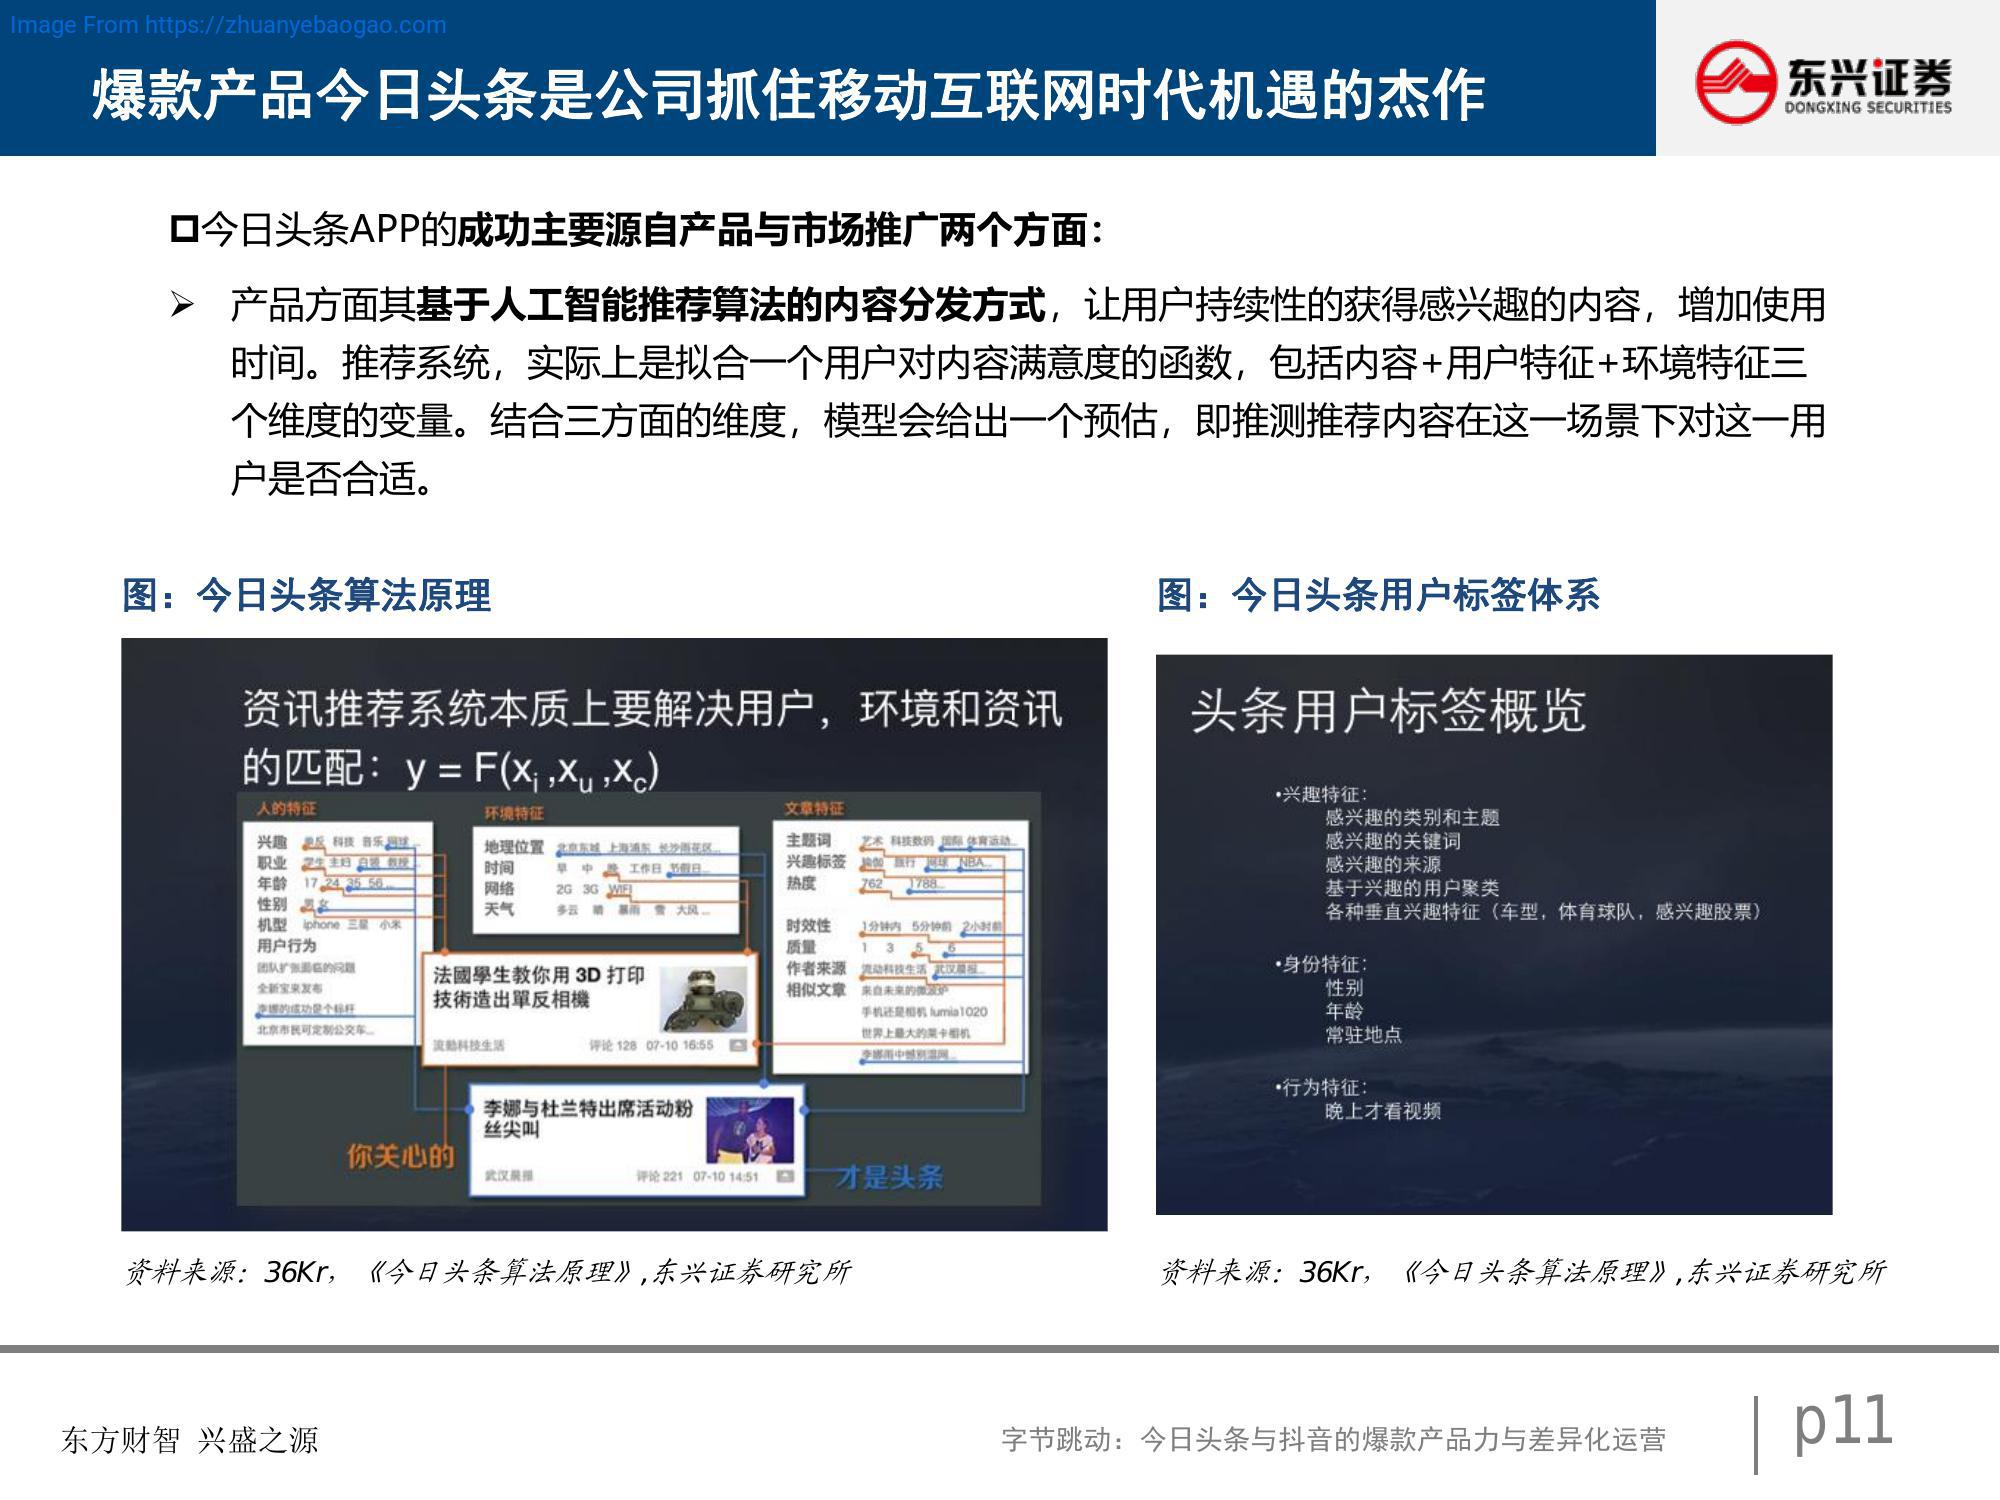 Image From https://zhuanyebaogao.com
爆款产品今日头条是公司抓住移动互联网时代机遇的杰作
东兴证券
DONGXING SECURITIES
今日头条APP的成功主要源自产品与市场推广两个方面：
产品方面其基于人工智能推荐算法的内容分发方式，让用户持续性的获得感兴趣的内容，增加使用
时间。推荐系统，实际上是拟合一个用户对内容满意度的函数，包括内容+用户特征+环境特征三
个维度的变量。结合三方面的维度，模型会给出一个预估，即推测推荐内容在这一场景下对这一用
户是否合适。
图：今日头条算法原理
资讯推荐系统本质上要解决用户，环境和资讯
的匹配：y = F(xi ,xu ,xc)
人的特征
兴趣 单反 科技 音乐 网球...
职业 学生 主妇 白领 教授...
年龄 17 24 35 56...
性别 男 女
机型 iphone 三星 小米
用户行为
团队扩张面临的问题
全新宝来发布
李娜的成功是个标杆
北京市民可定制公交车...
环境特征
地理位置 北京东城 上海浦东 长沙雨花区...
时间 早 中 晚 工作日 节假日...
网络 2G 3G WIFI
天气 多云 晴 暴雨 雪 大风...
文章特征
主题词 艺术 科技数码 国际 体育运动...
兴趣标签 瑜伽 旅行 网球 NBA...
热度 762 1788...
时效性 1分钟内 5分钟前 2小时前
质量 1 3 5 6
作者来源 流动科技生活 武汉晨报...
相似文章 来自未来的微波炉
手机还是相机 lumia1020
世界上最大的莱卡相机
李娜雨中憾别温网...
法國學生教你用 3D 打印
技術造出單反相機
流動科技生活 评论 128 07-10 16:55
李娜与杜兰特出席活动粉
丝尖叫
武汉晨报 评论 221 07-10 14:51
你关心的
才是头条
资料来源：36Kr，《今日头条算法原理》,东兴证券研究所
图：今日头条用户标签体系
头条用户标签概览
•兴趣特征：
感兴趣的类别和主题
感兴趣的关键词
感兴趣的来源
基于兴趣的用户聚类
各种垂直兴趣特征（车型，体育球队，感兴趣股票）
•身份特征：
性别
年龄
常驻地点
•行为特征：
晚上才看视频
资料来源：36Kr，《今日头条算法原理》,东兴证券研究所
东方财智 兴盛之源
字节跳动：今日头条与抖音的爆款产品力与差异化运营
p11